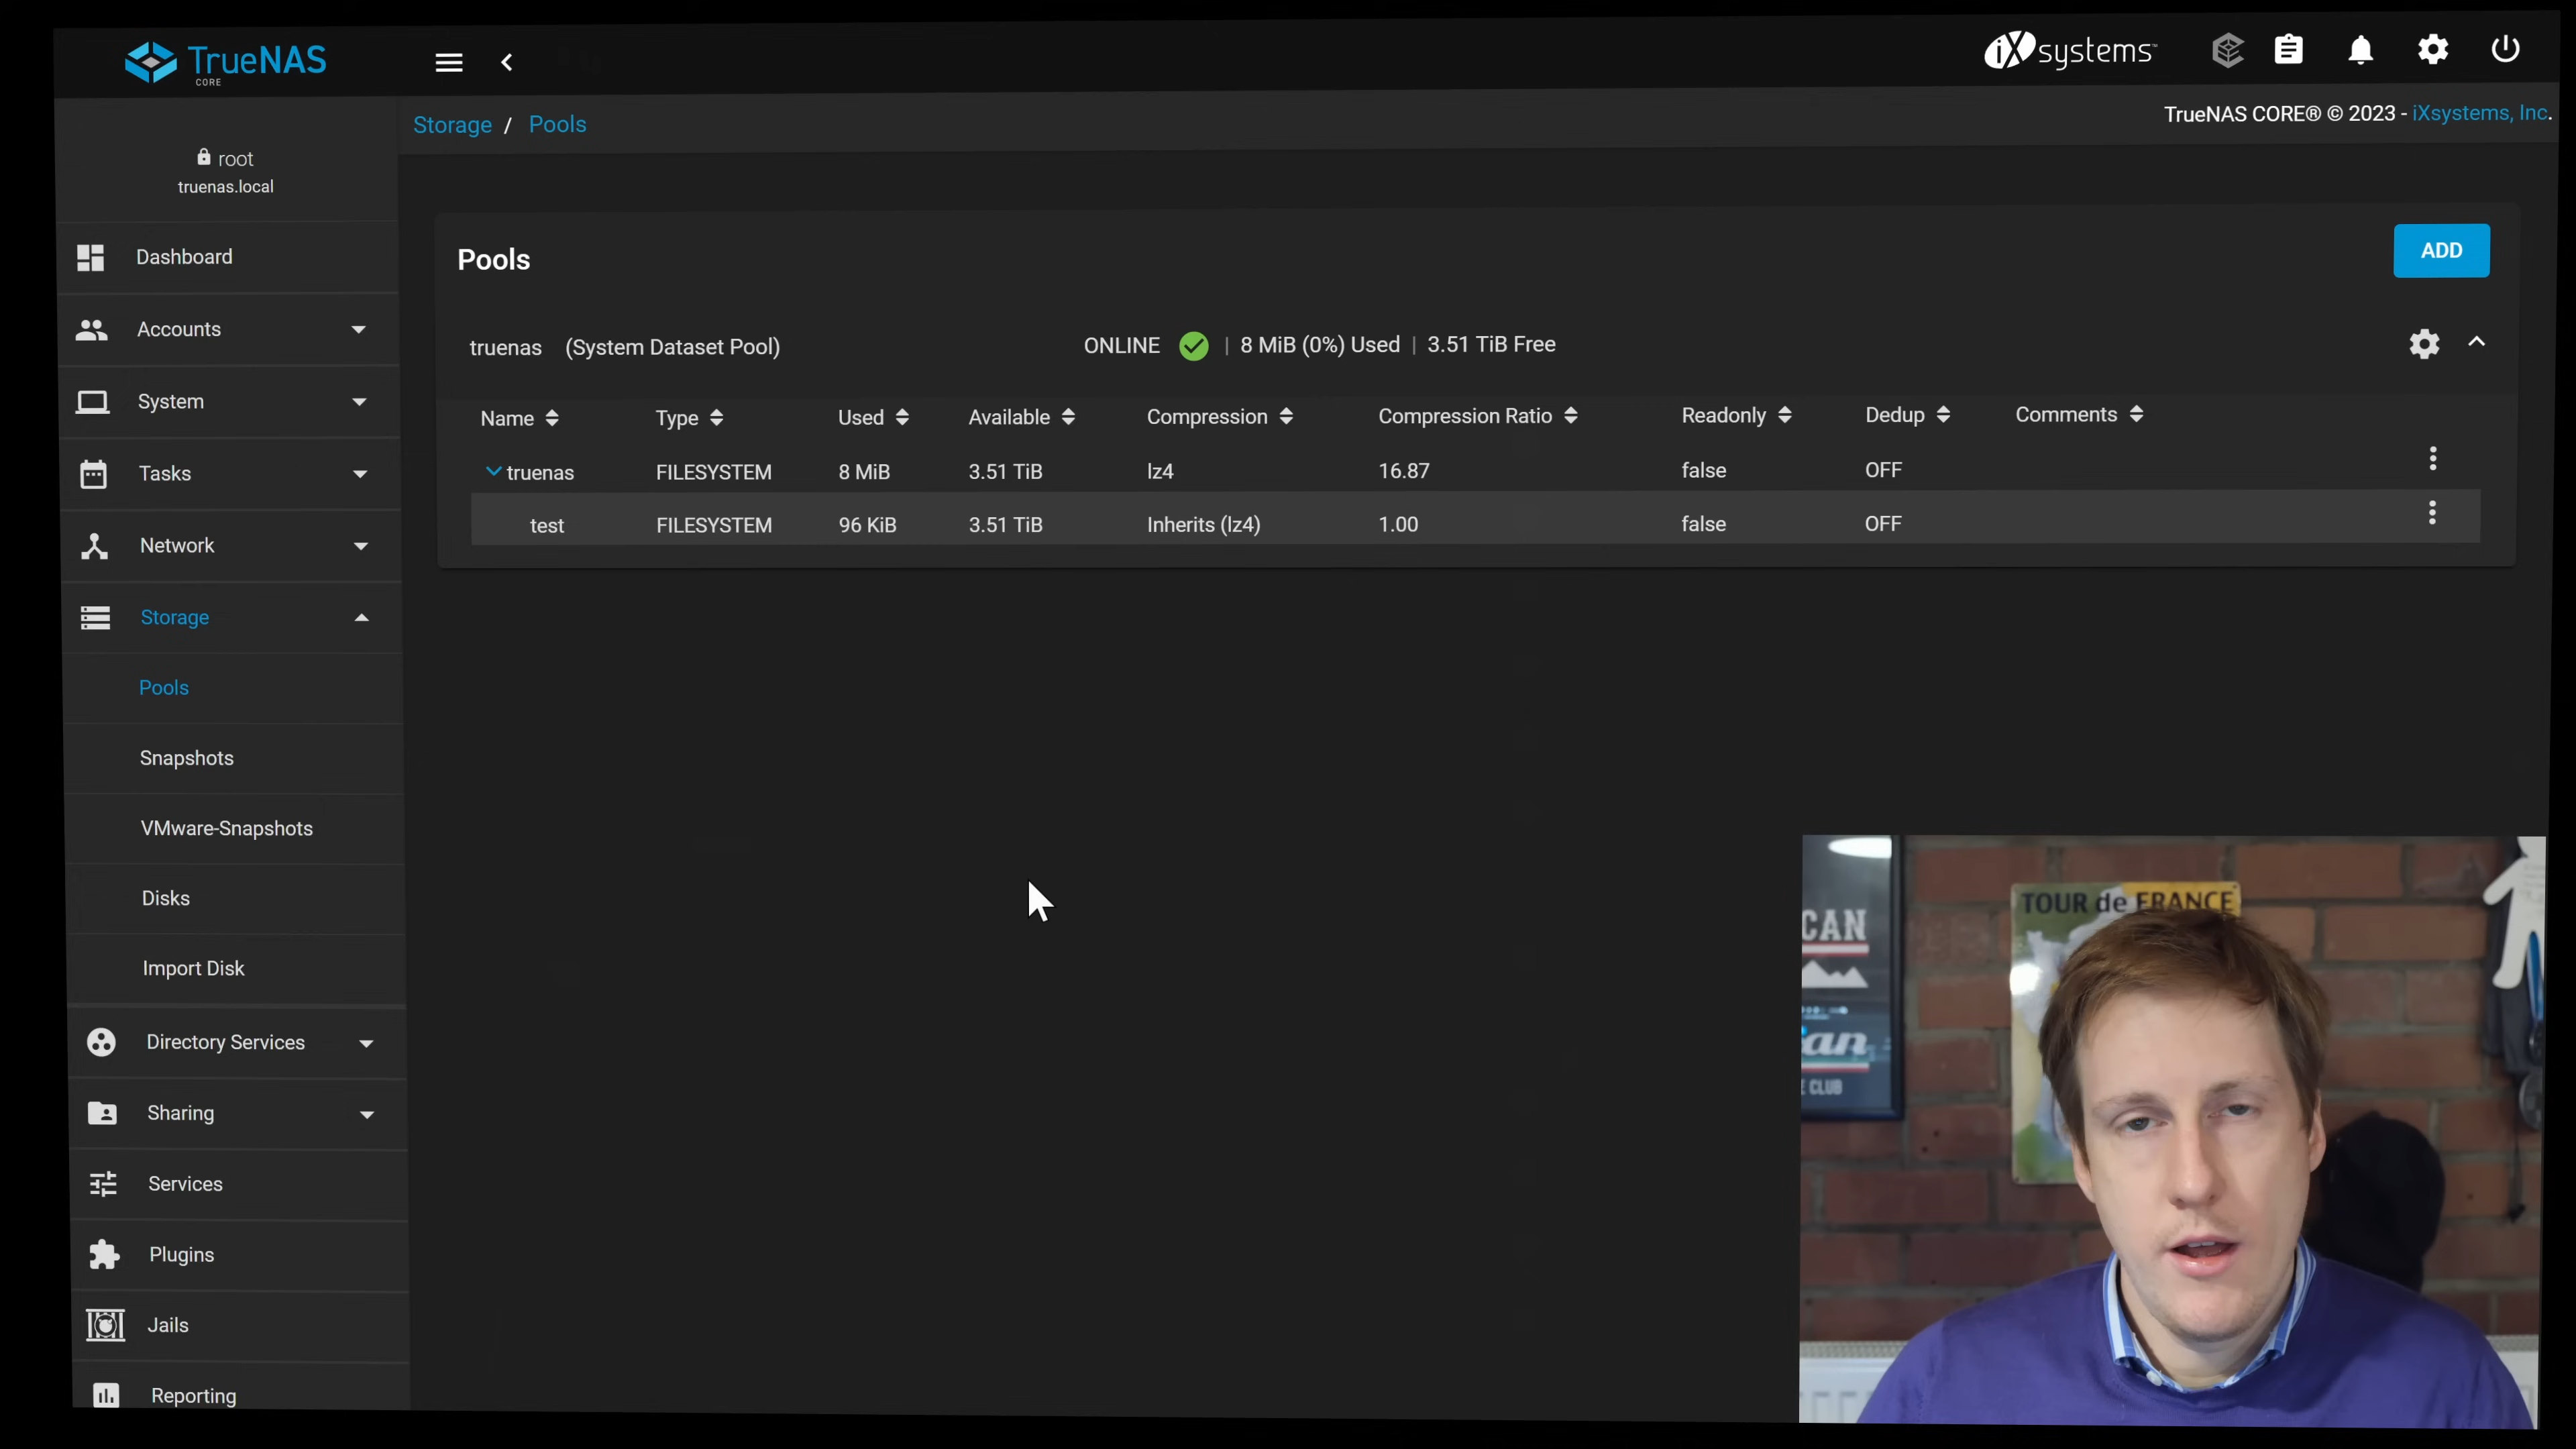 TrueNAS
CORE
iXsystems™
Storage / Pools
TrueNAS CORE® © 2023 - iXsystems, Inc.
root
truenas.local
Dashboard
Accounts
System
Tasks
Network
Storage
Pools
Snapshots
VMware-Snapshots
Disks
Import Disk
Directory Services
Sharing
Services
Plugins
Jails
Reporting
Pools
ADD
truenas (System Dataset Pool) ONLINE | 8 MiB (0%) Used | 3.51 TiB Free
Name Type Used Available Compression Compression Ratio Readonly Dedup Comments
truenas FILESYSTEM 8 MiB 3.51 TiB lz4 16.87 false OFF
test FILESYSTEM 96 KiB 3.51 TiB Inherits (lz4) 1.00 false OFF
TOUR de FRANCE
CAN
an
E CLUB